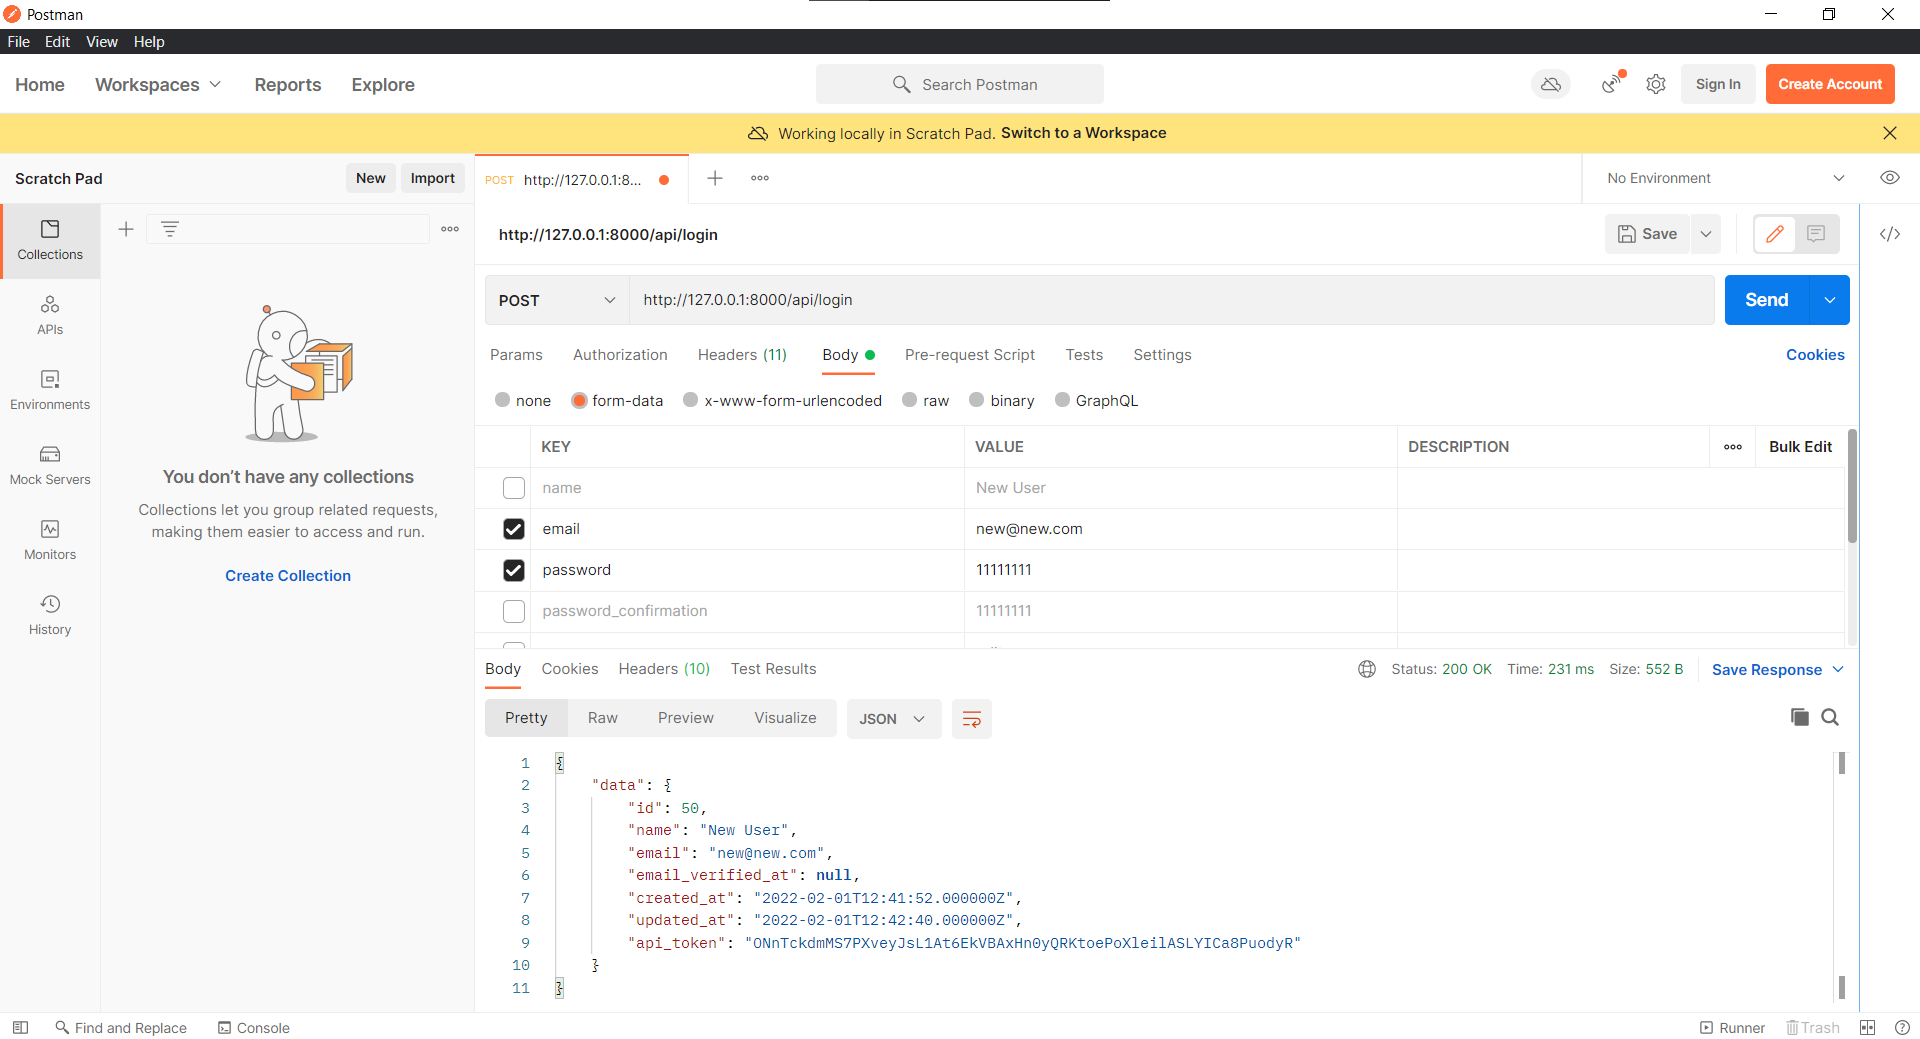 Postman
File Edit View Help
Home Workspaces Reports Explore Search Postman Sign In Create Account
Working locally in Scratch Pad. Switch to a Workspace
Scratch Pad New Import POST http://127.0.0.1:8... No Environment
Collections
APIs
Environments
Mock Servers
Monitors
History
You don’t have any collections
Collections let you group related requests,
making them easier to access and run.
Create Collection
http://127.0.0.1:8000/api/login Save
POST http://127.0.0.1:8000/api/login Send
Params Authorization Headers (11) Body Pre-request Script Tests Settings Cookies
none form-data x-www-form-urlencoded raw binary GraphQL
KEY VALUE DESCRIPTION Bulk Edit
name New User
email new@new.com
password 11111111
password_confirmation 11111111
Body Cookies Headers (10) Test Results Status: 200 OK Time: 231 ms Size: 552 B Save Response
Pretty Raw Preview Visualize JSON
1 {
2 "data": {
3 "id": 50,
4 "name": "New User",
5 "email": "new@new.com",
6 "email_verified_at": null,
7 "created_at": "2022-02-01T12:41:52.000000Z",
8 "updated_at": "2022-02-01T12:42:40.000000Z",
9 "api_token": "ONnTckdmMS7PXveyJsL1At6EkVBAxHn0yQRKtoePoXleilASLYICa8PuodyR"
10 }
11 }
Find and Replace Console Runner Trash